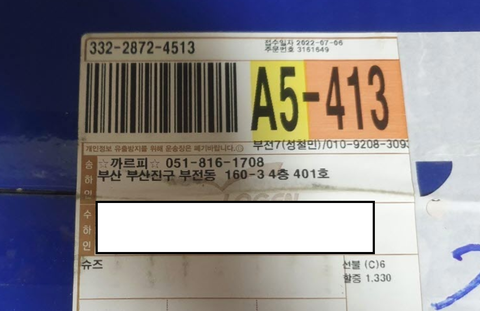 332-2872-4513
접수일자 2022-07-06
주문번호 3161649
A5-413
개인정보 유출방지를 위해 운송장은 폐기바랍니다.
부전7(성철민)/010-9208-3093
송하인
☆까르피☆ 051-816-1708
부산 부산진구 부전동 160-3 4층 401호
LOGEN
수하인
슈즈
선불 (C)6
할증 1.330